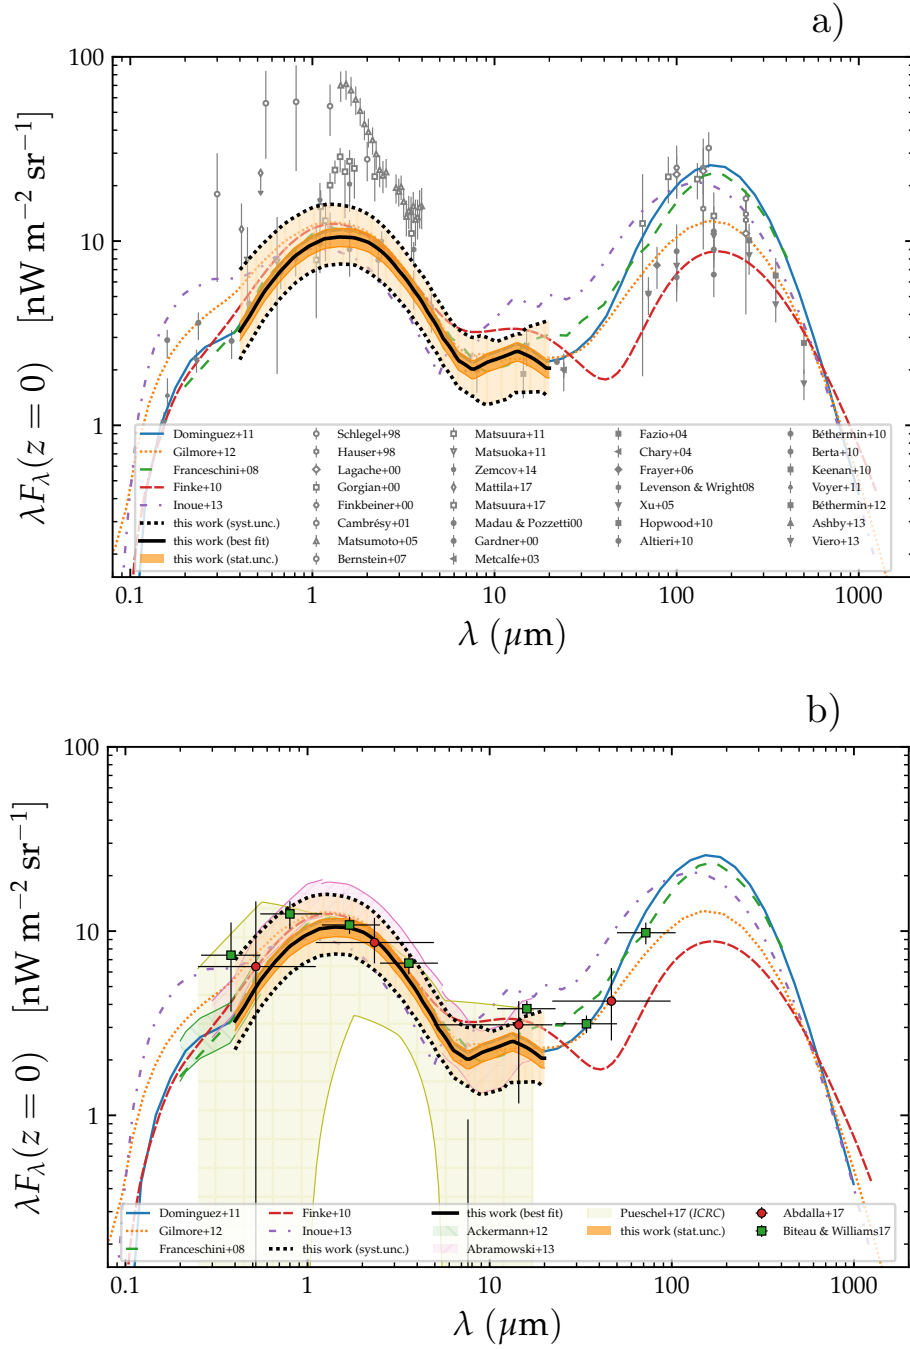 a)
100
10
1
λF_λ(z = 0) [nW m⁻² sr⁻¹]
0.1 1 10 100 1000
λ (μm)
Dominguez+11
Gilmore+12
Franceschini+08
Finke+10
Inoue+13
this work (syst.unc.)
this work (best fit)
this work (stat.unc.)
Schlegel+98
Hauser+98
Lagache+00
Gorgian+00
Finkbeiner+00
Cambrésy+01
Matsumoto+05
Bernstein+07
Matsuura+11
Matsuoka+11
Zemcov+14
Mattila+17
Matsuura+17
Madau & Pozzetti00
Gardner+00
Metcalfe+03
Fazio+04
Chary+04
Frayer+06
Levenson & Wright08
Xu+05
Hopwood+10
Altieri+10
Béthermin+10
Berta+10
Keenan+10
Voyer+11
Béthermin+12
Ashby+13
Viero+13
b)
100
10
1
λF_λ(z = 0) [nW m⁻² sr⁻¹]
0.1 1 10 100 1000
λ (μm)
Dominguez+11
Gilmore+12
Franceschini+08
Finke+10
Inoue+13
this work (syst.unc.)
this work (best fit)
Ackermann+12
Abramowski+13
Pueschel+17 (ICRC)
this work (stat.unc.)
Abdalla+17
Biteau & Williams17